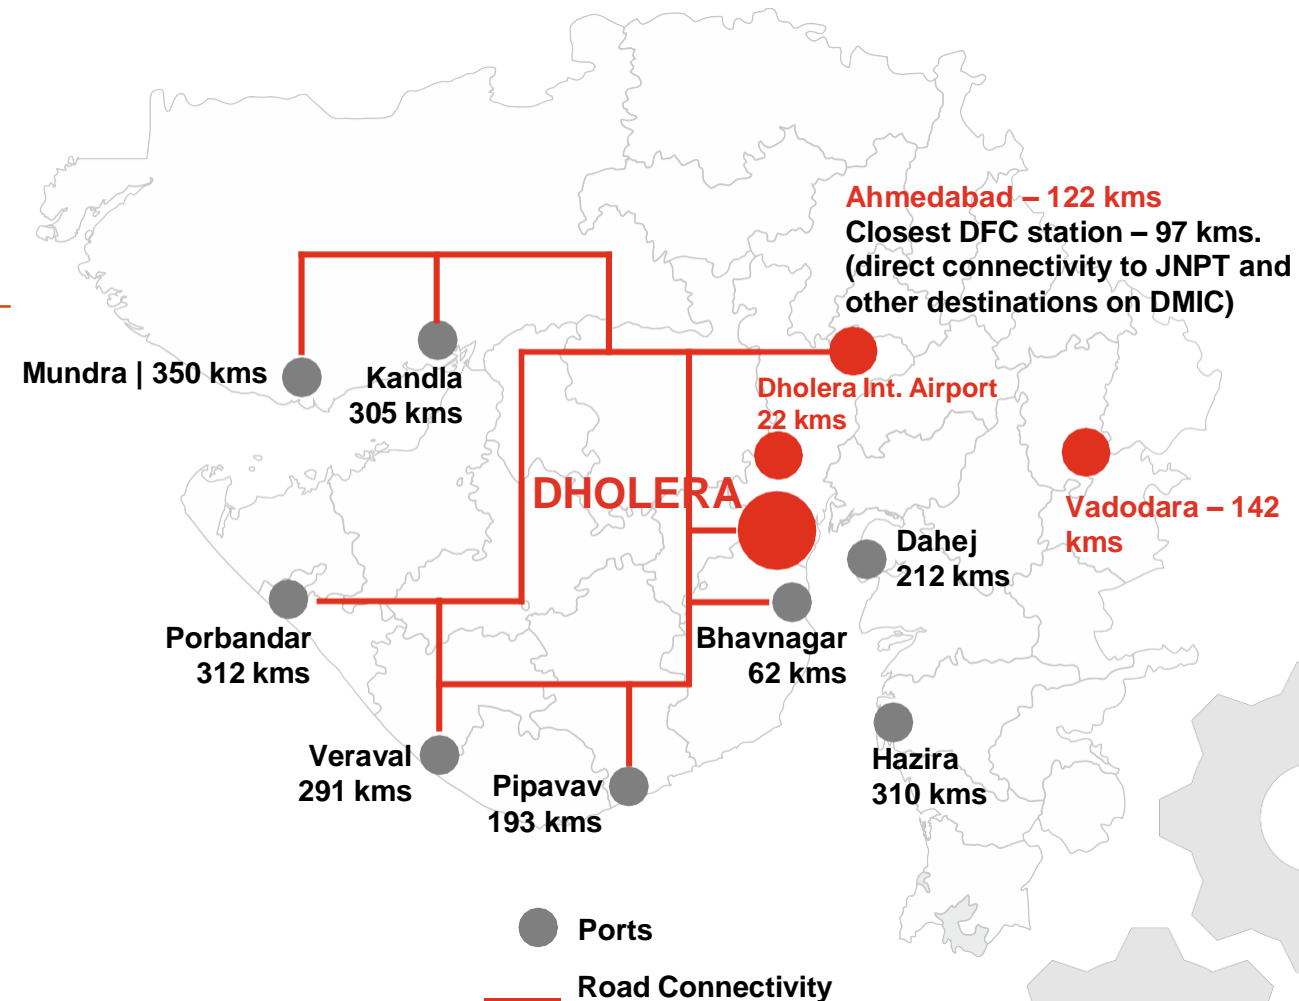 Ahmedabad – 122 kms
Closest DFC station – 97 kms.
(direct connectivity to JNPT and
other destinations on DMIC)
Mundra | 350 kms
Kandla
305 kms
Dholera Int. Airport
22 kms
DHOLERA
Vadodara – 142
kms
Dahej
212 kms
Porbandar
312 kms
Bhavnagar
62 kms
Veraval
291 kms
Pipavav
193 kms
Hazira
310 kms
Ports
Road Connectivity